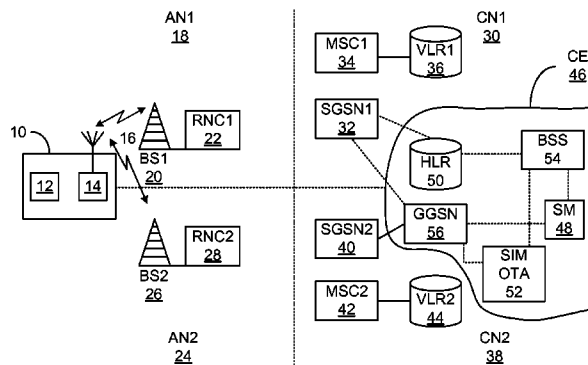 AN1
18
CN1
30
MSC1
34
VLR1
36
CE
46
10
12
14
16
BS1
20
RNC1
22
SGSN1
32
HLR
50
BSS
54
SM
48
GGSN
56
SIM
OTA
52
SGSN2
40
BS2
26
RNC2
28
MSC2
42
VLR2
44
AN2
24
CN2
38